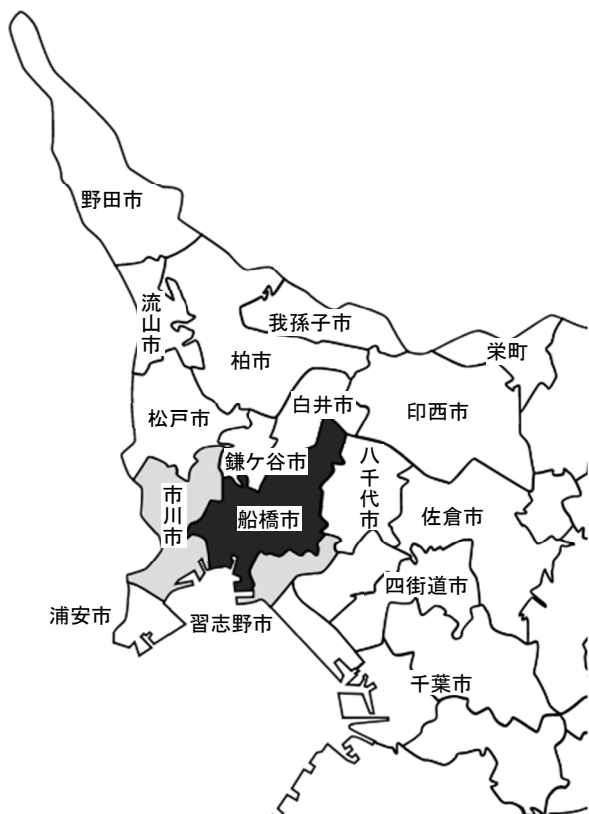 野田市
流山市
柏市
我孫子市
栄町
松戸市
白井市
印西市
鎌ケ谷市
八千代市
市川市
船橋市
佐倉市
四街道市
浦安市
習志野市
千葉市